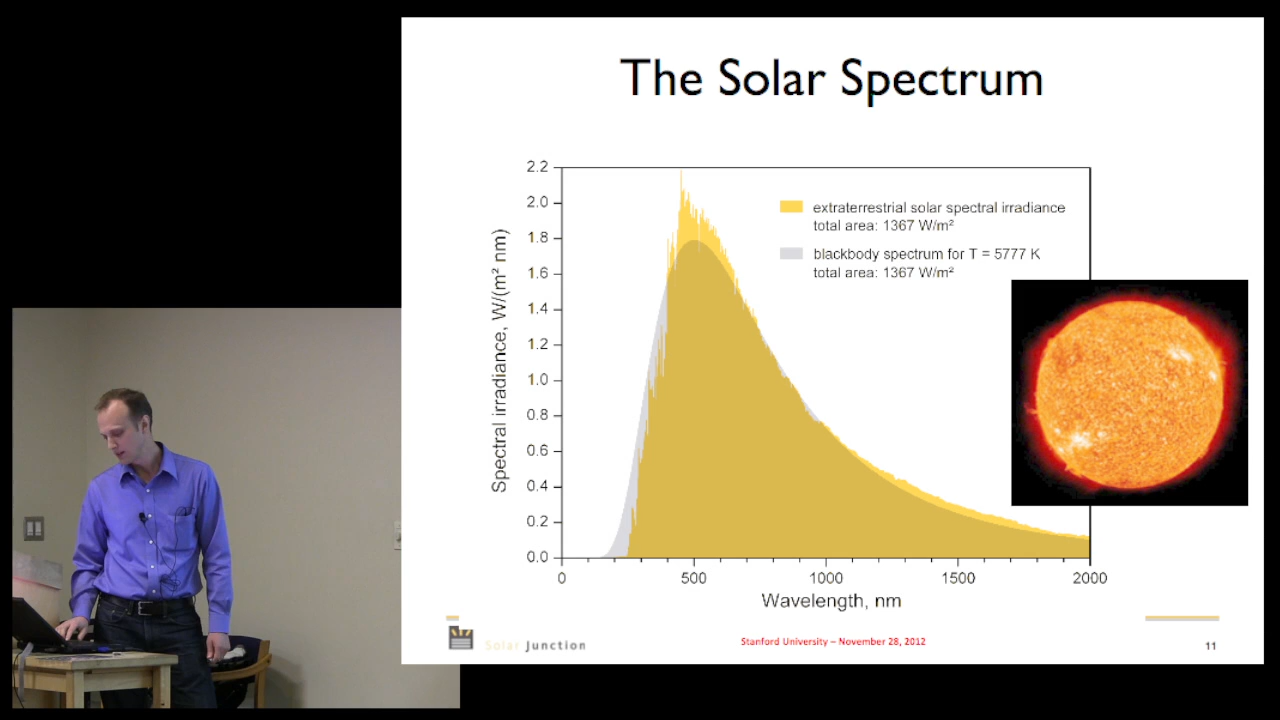 The Solar Spectrum
2.2
2.0
1.8
1.6
1.4
1.2
1.0
0.8
0.6
0.4
0.2
0.0
Spectral irradiance, W/(m² nm)
extraterrestrial solar spectral irradiance
total area: 1367 W/m²
blackbody spectrum for T = 5777 K
total area: 1367 W/m²
0 500 1000 1500 2000
Wavelength, nm
Solar Junction
Stanford University – November 28, 2012
11